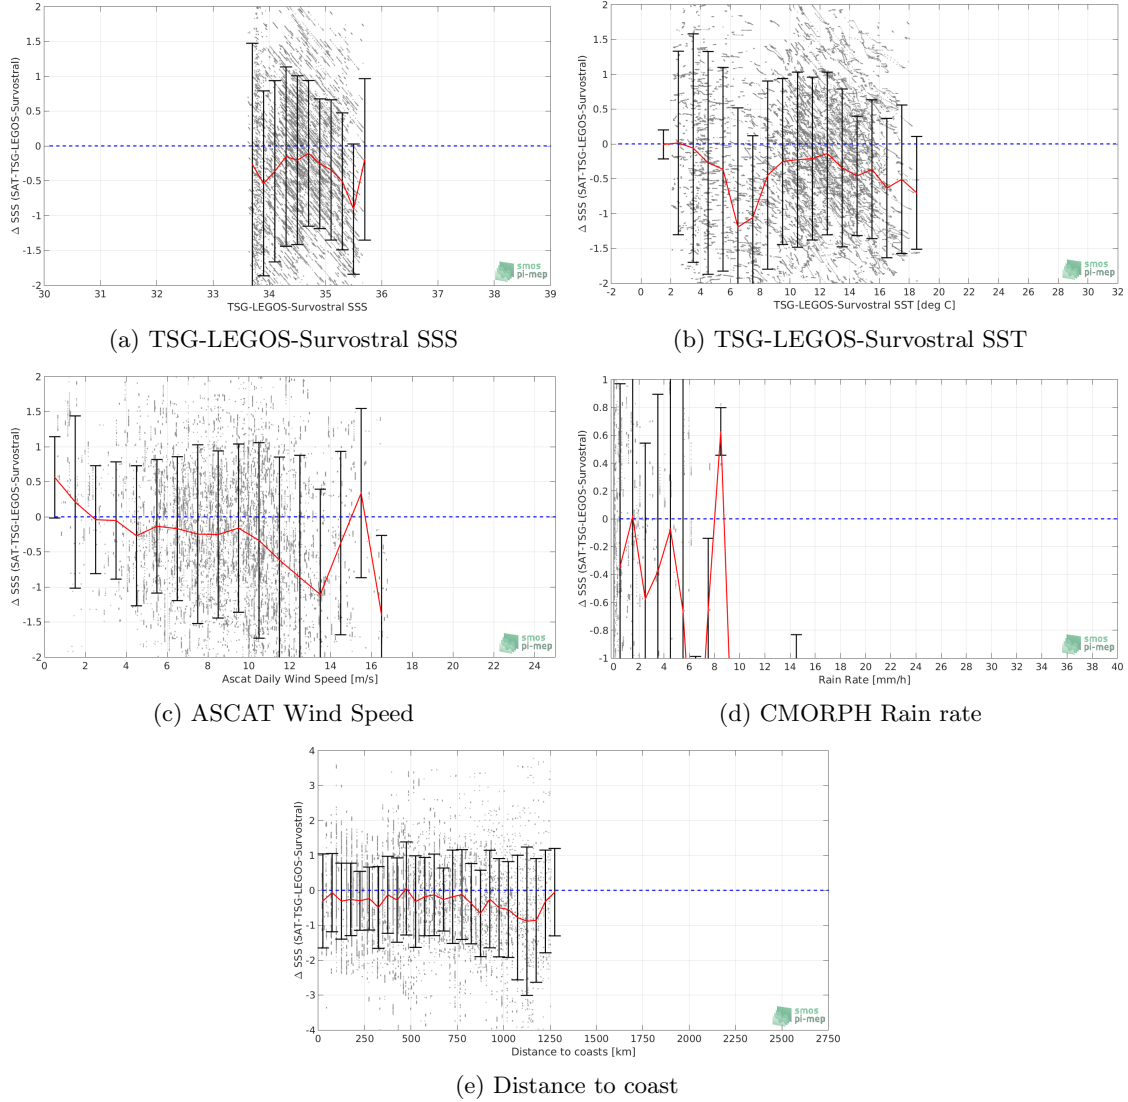 2
1.5
1
0.5
0
-0.5
-1
-1.5
-2
Δ SSS (SAT-TSG-LEGOS-Survostral)
30 31 32 33 34 35 36 37 38 39
TSG-LEGOS-Survostral SSS
smos
pi-mep
(a) TSG-LEGOS-Survostral SSS
2
1.5
1
0.5
0
-0.5
-1
-1.5
-2
Δ SSS (SAT-TSG-LEGOS-Survostral)
-2 0 2 4 6 8 10 12 14 16 18 20 22 24 26 28 30 32
TSG-LEGOS-Survostral SST [deg C]
smos
pi-mep
(b) TSG-LEGOS-Survostral SST
2
1.5
1
0.5
0
-0.5
-1
-1.5
-2
Δ SSS (SAT-TSG-LEGOS-Survostral)
0 2 4 6 8 10 12 14 16 18 20 22 24
Ascat Daily Wind Speed [m/s]
smos
pi-mep
(c) ASCAT Wind Speed
1
0.8
0.6
0.4
0.2
0
-0.2
-0.4
-0.6
-0.8
-1
Δ SSS (SAT-TSG-LEGOS-Survostral)
0 2 4 6 8 10 12 14 16 18 20 22 24 26 28 30 32 34 36 38 40
Rain Rate [mm/h]
smos
pi-mep
(d) CMORPH Rain rate
4
3
2
1
0
-1
-2
-3
-4
Δ SSS (SAT-TSG-LEGOS-Survostral)
0 250 500 750 1000 1250 1500 1750 2000 2250 2500 2750
Distance to coasts [km]
smos
pi-mep
(e) Distance to coast